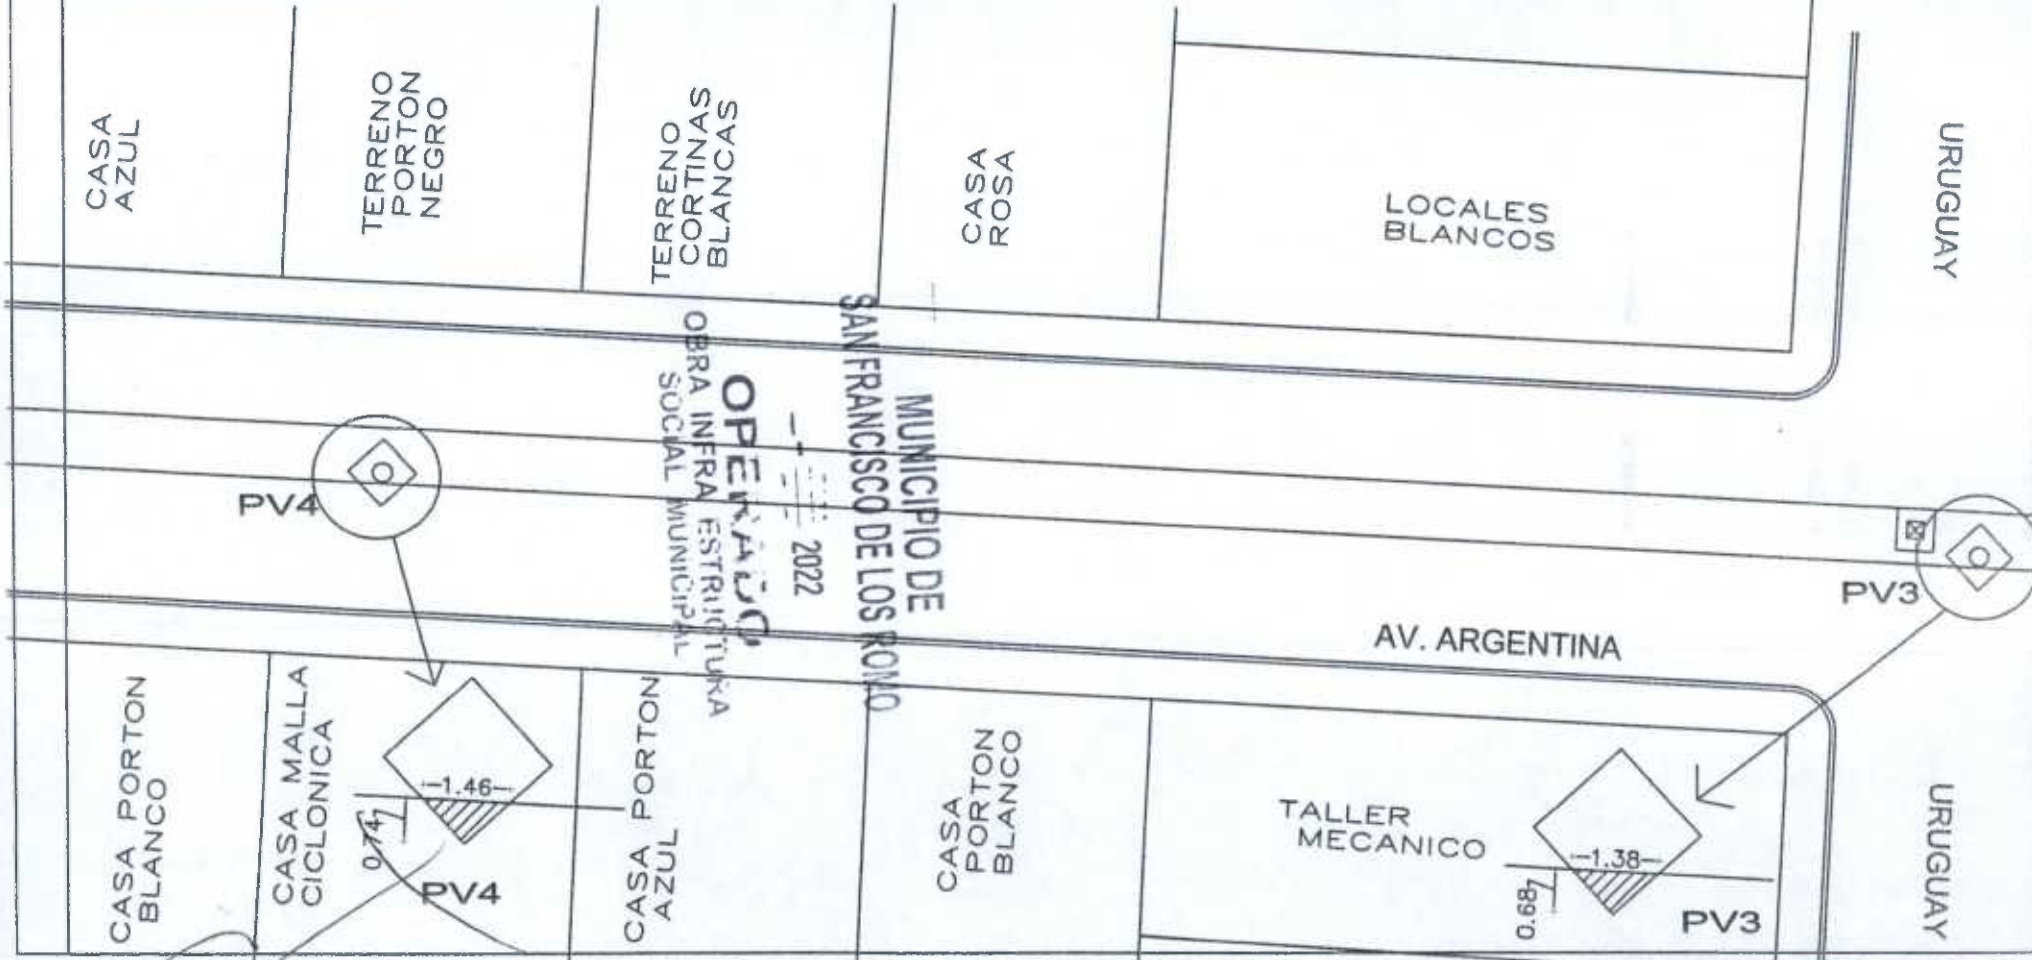 CASA
AZUL
TERRENO
PORTON
NEGRO
TERRENO
CORTINAS
BLANCAS
CASA
ROSA
LOCALES
BLANCOS
URUGUAY
MUNICIPIO DE
SAN FRANCISCO DE LOS ROMO
2022
OPERADO
OBRA INFRA ESTRUCTURA
SOCIAL MUNICIPAL
PV4
PV3
AV. ARGENTINA
CASA PORTON
BLANCO
CASA MALLA
CICLONICA
1.46
0.74
PV4
CASA PORTON
AZUL
CASA
PORTON
BLANCO
TALLER
MECANICO
1.38
0.68
PV3
URUGUAY